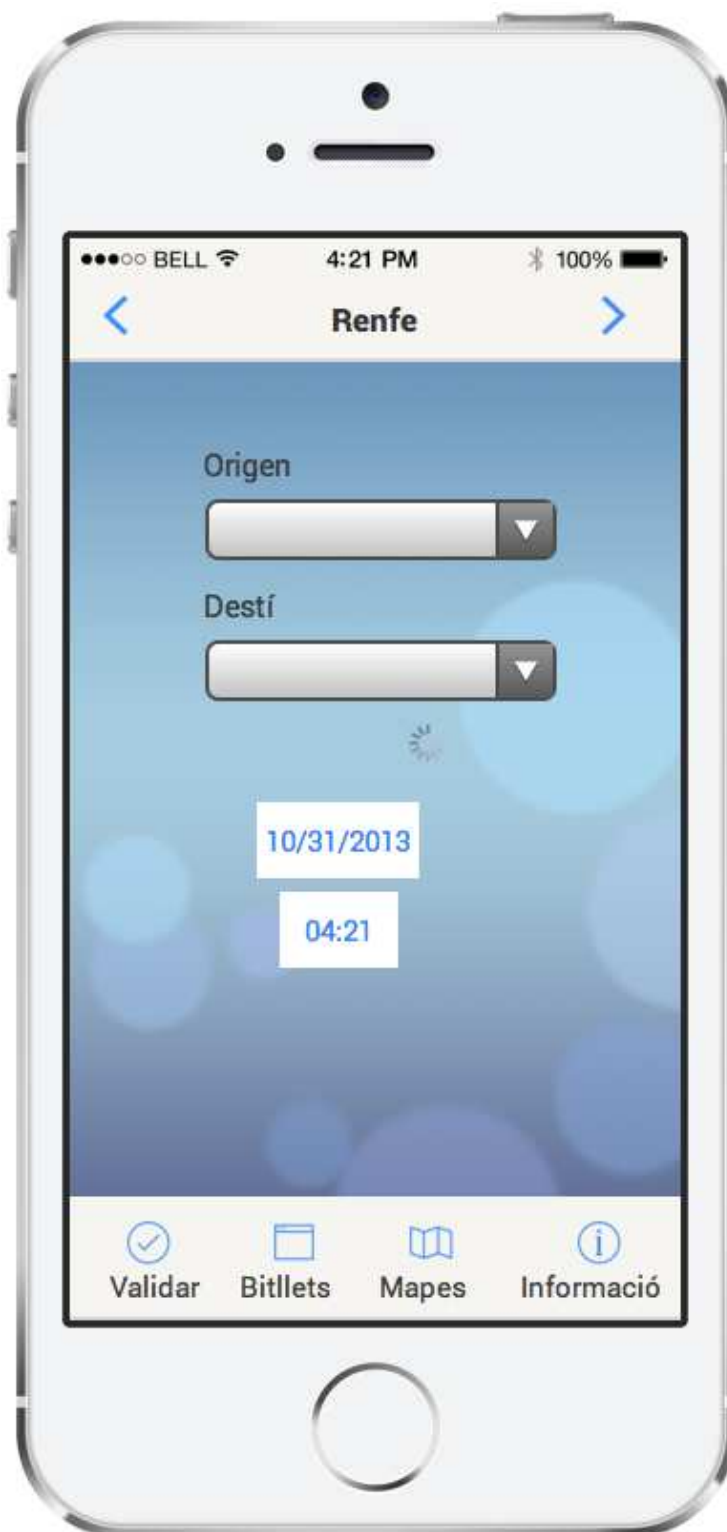 BELL 4:21 PM 100%
Renfe
Origen
Destí
10/31/2013
04:21
Validar Bitllets Mapes Informació